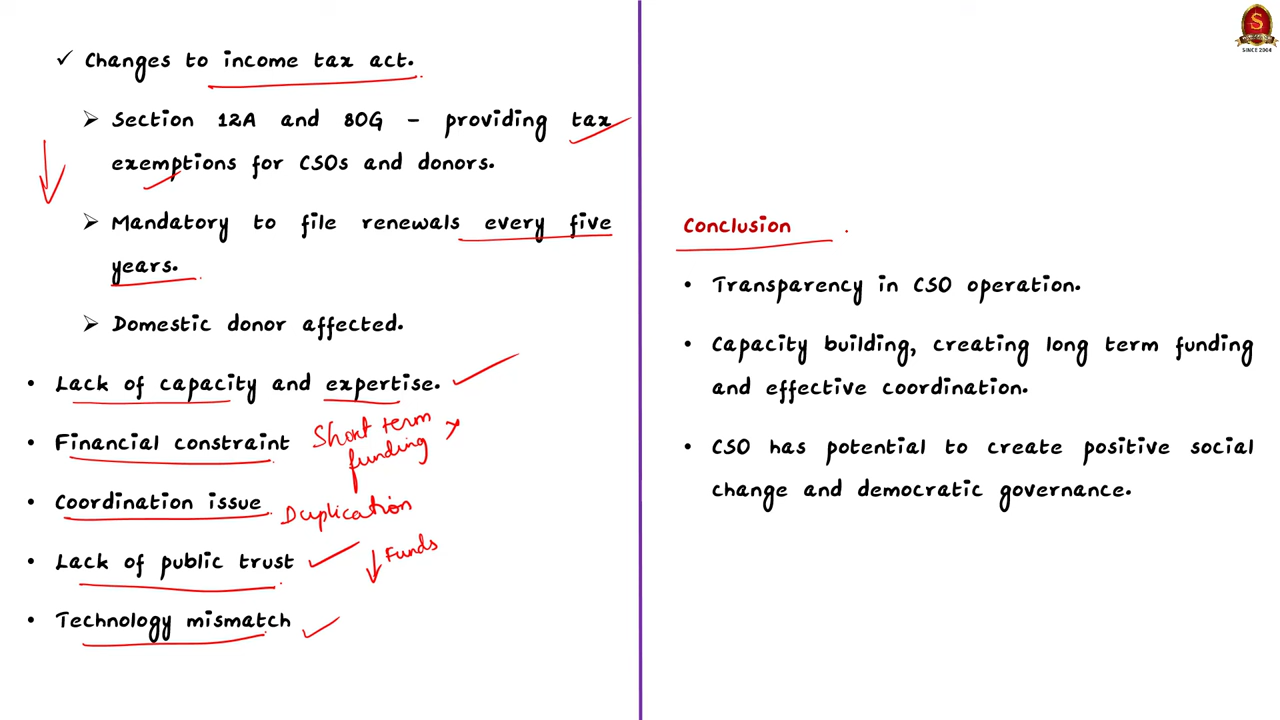 ✓ Changes to income tax act.
➢ Section 12A and 80G – providing tax
exemptions for CSOs and donors.
➢ Mandatory to file renewals every five
years.
➢ Domestic donor affected.
• Lack of capacity and expertise.
• Financial constraint
Short term
funding
• Coordination issue
Duplication
• Lack of public trust
↓ Funds
• Technology mismatch
Conclusion
• Transparency in CSO operation.
• Capacity building, creating long term funding
and effective coordination.
• CSO has potential to create positive social
change and democratic governance.
S
SINCE 2004